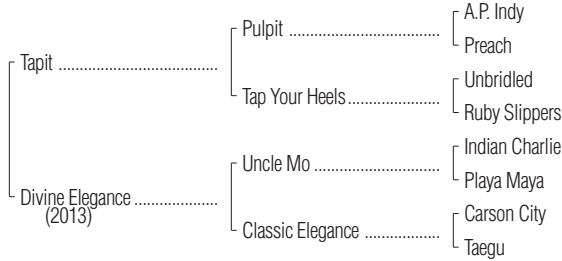 A.P. Indy
Pulpit ..................................
Preach
Tapit .....................................
Unbridled
Tap Your Heels.....................
Ruby Slippers
Indian Charlie
Uncle Mo .............................
Playa Maya
Divine Elegance ...................
(2013)
Carson City
Classic Elegance .................
Taegu